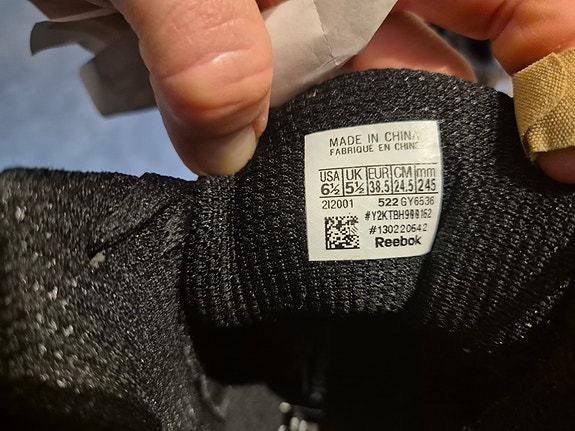 MADE IN CHINA
FABRIQUE EN CHINE
USA UK EUR CM mm
6½ 5½ 38.5 24.5 245
212001 522 GY6536
#130220642
Reebok